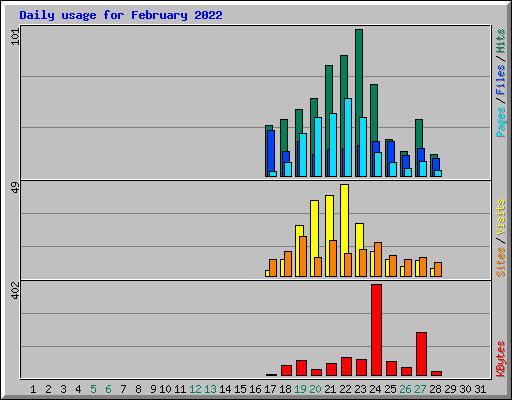 Daily usage for February 2022
101
49
402
Pages / Files / Hits
Sites / Visits
KBytes
1 2 3 4 5 6 7 8 9 10 11 12 13 14 15 16 17 18 19 20 21 22 23 24 25 26 27 28 29 30 31